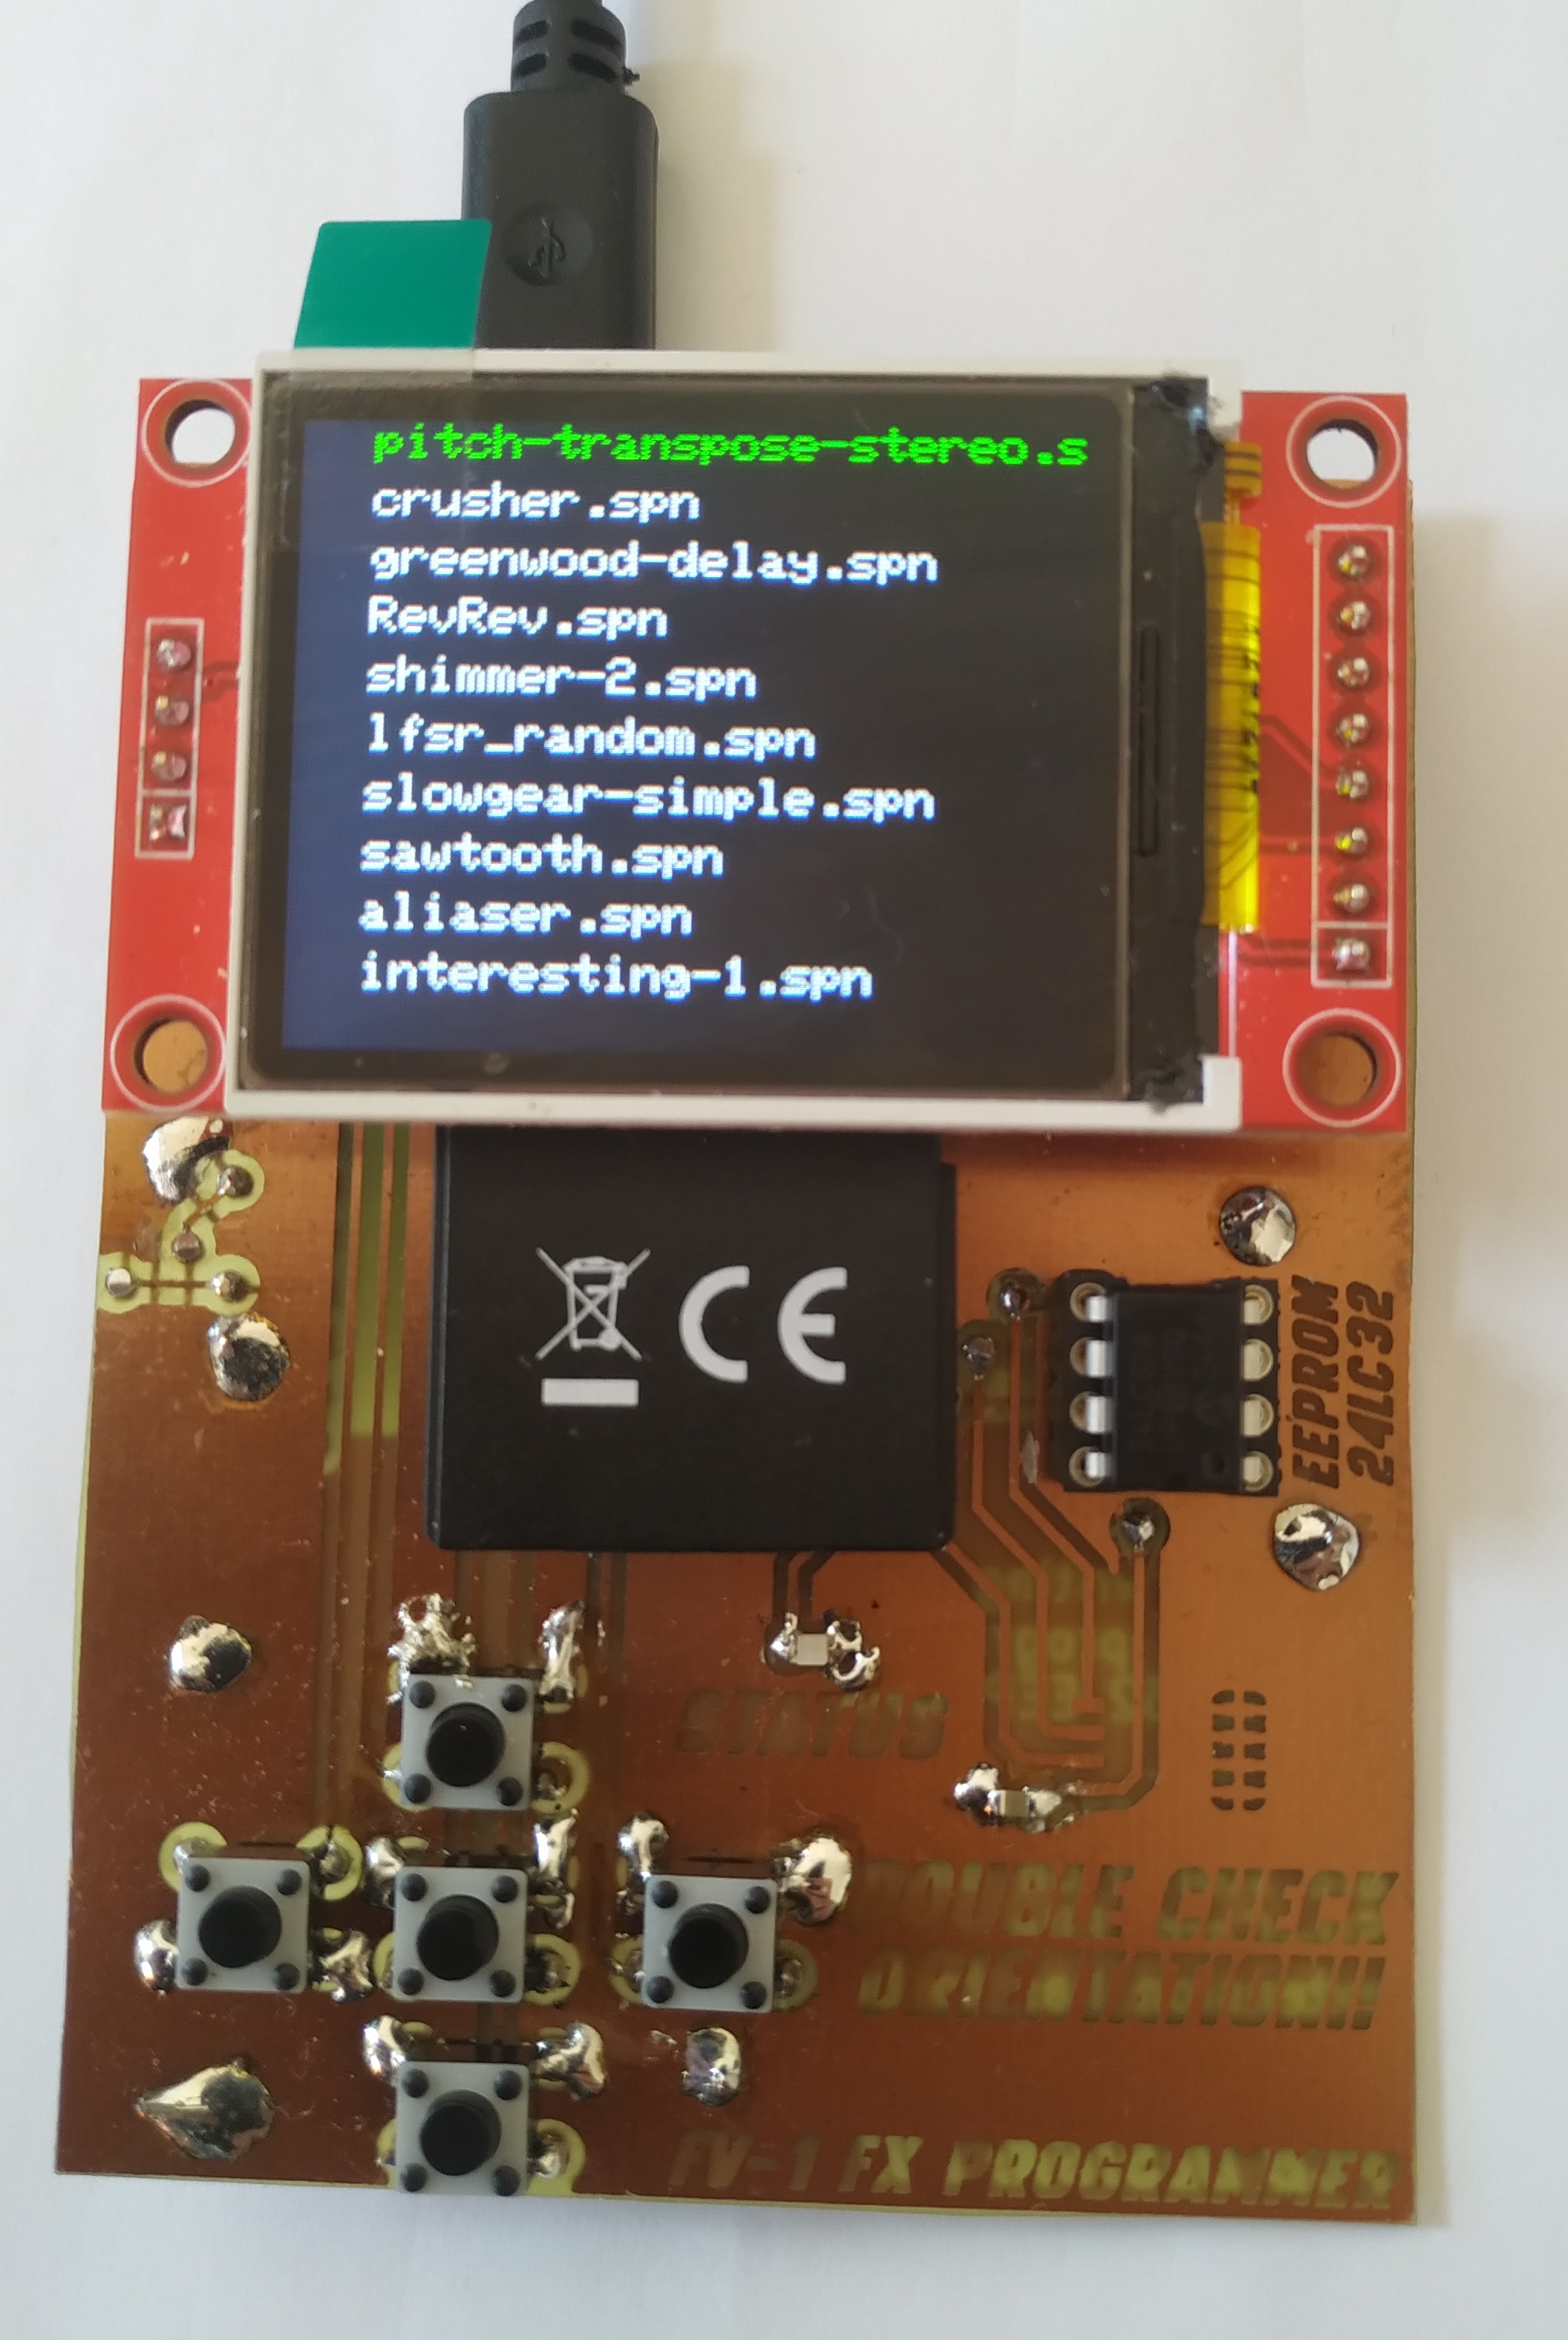 pitch-transpose-stereo.s
crusher.spn
greenwood-delay.spn
RevRev.spn
shimmer-2.spn
lfsr_random.spn
slowgear-simple.spn
sawtooth.spn
aliaser.spn
interesting-1.spn
CE
EEPROM
24LC32
STATUS
DOUBLE CHECK
ORIENTATION!!
FV-1 FX PROGRAMMER